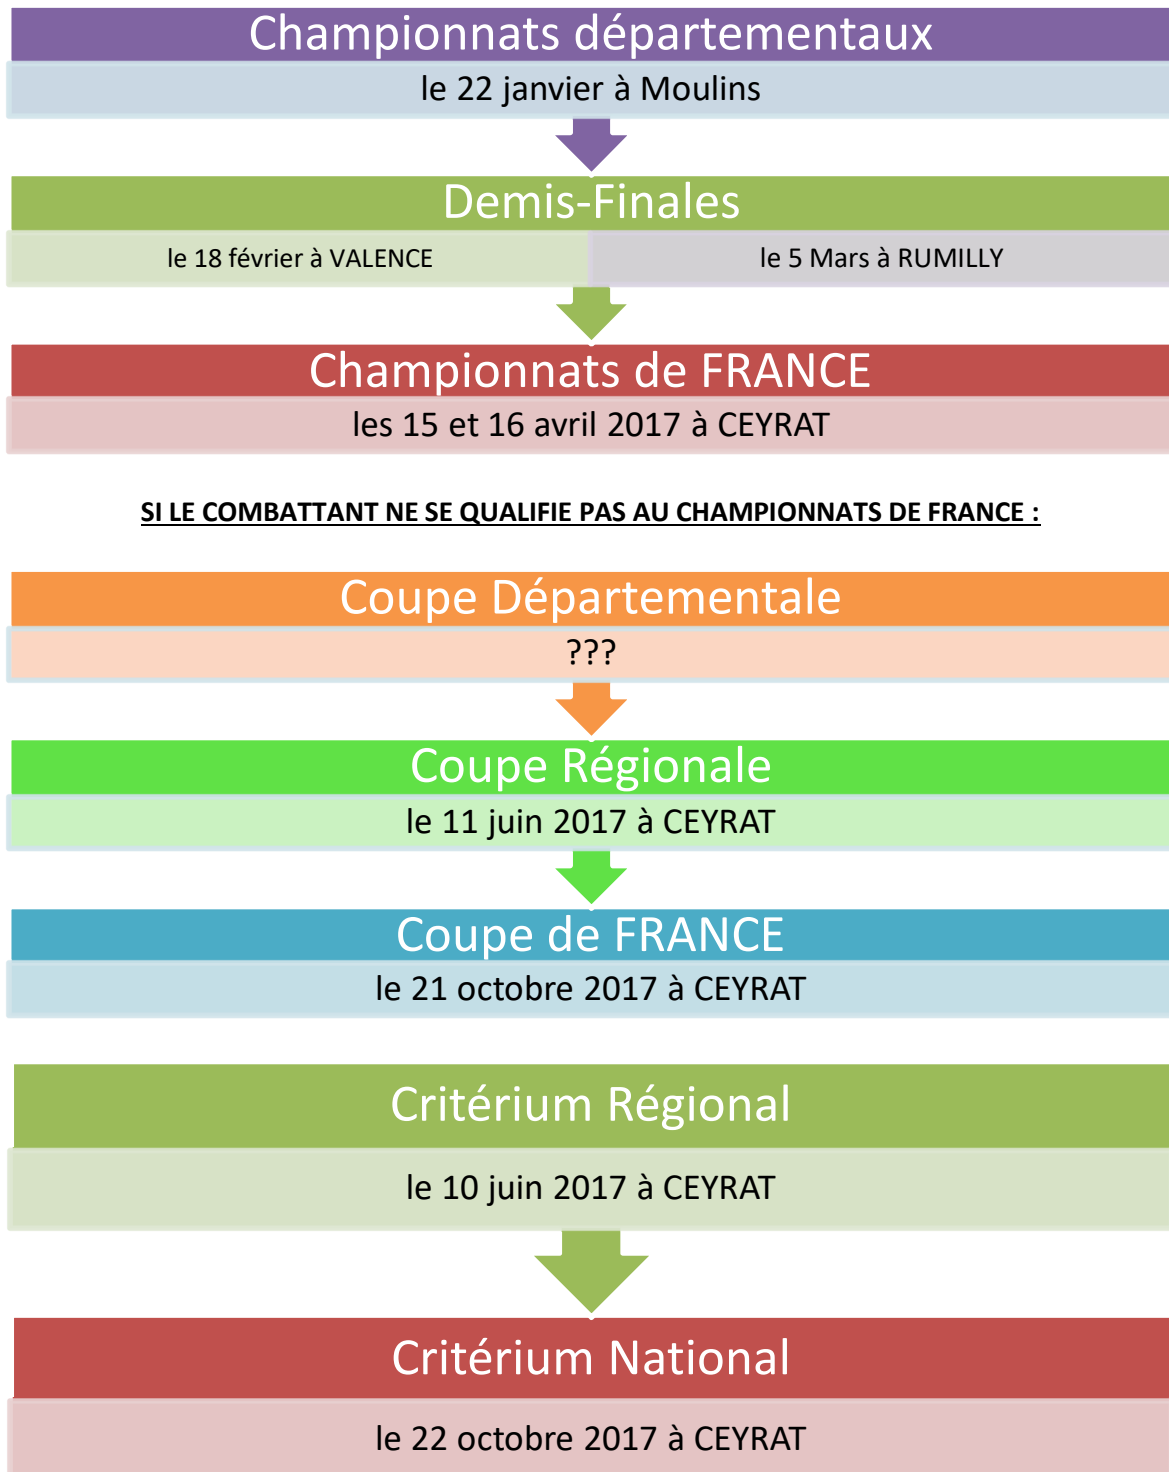 Championnats départementaux
le 22 janvier à Moulins
Demis-Finales
le 18 février à VALENCE
le 5 Mars à RUMILLY
Championnats de FRANCE
les 15 et 16 avril 2017 à CEYRAT
SI LE COMBATTANT NE SE QUALIFIE PAS AU CHAMPIONNATS DE FRANCE :
Coupe Départementale
???
Coupe Régionale
le 11 juin 2017 à CEYRAT
Coupe de FRANCE
le 21 octobre 2017 à CEYRAT
Critérium Régional
le 10 juin 2017 à CEYRAT
Critérium National
le 22 octobre 2017 à CEYRAT